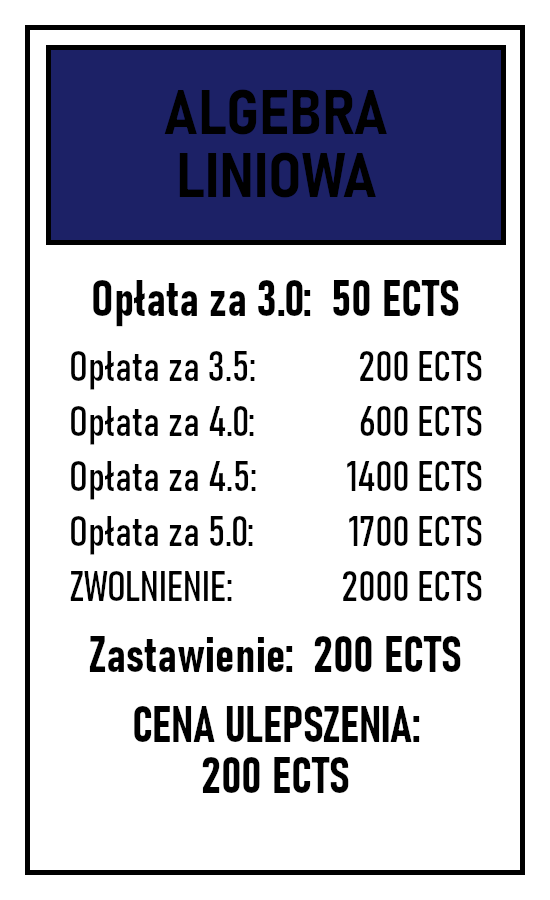 ALGEBRA
LINIOWA
Opłata za 3.0: 50 ECTS
Opłata za 3.5: 200 ECTS
Opłata za 4.0: 600 ECTS
Opłata za 4.5: 1400 ECTS
Opłata za 5.0: 1700 ECTS
ZWOLNIENIE: 2000 ECTS
Zastawienie: 200 ECTS
CENA ULEPSZENIA:
200 ECTS